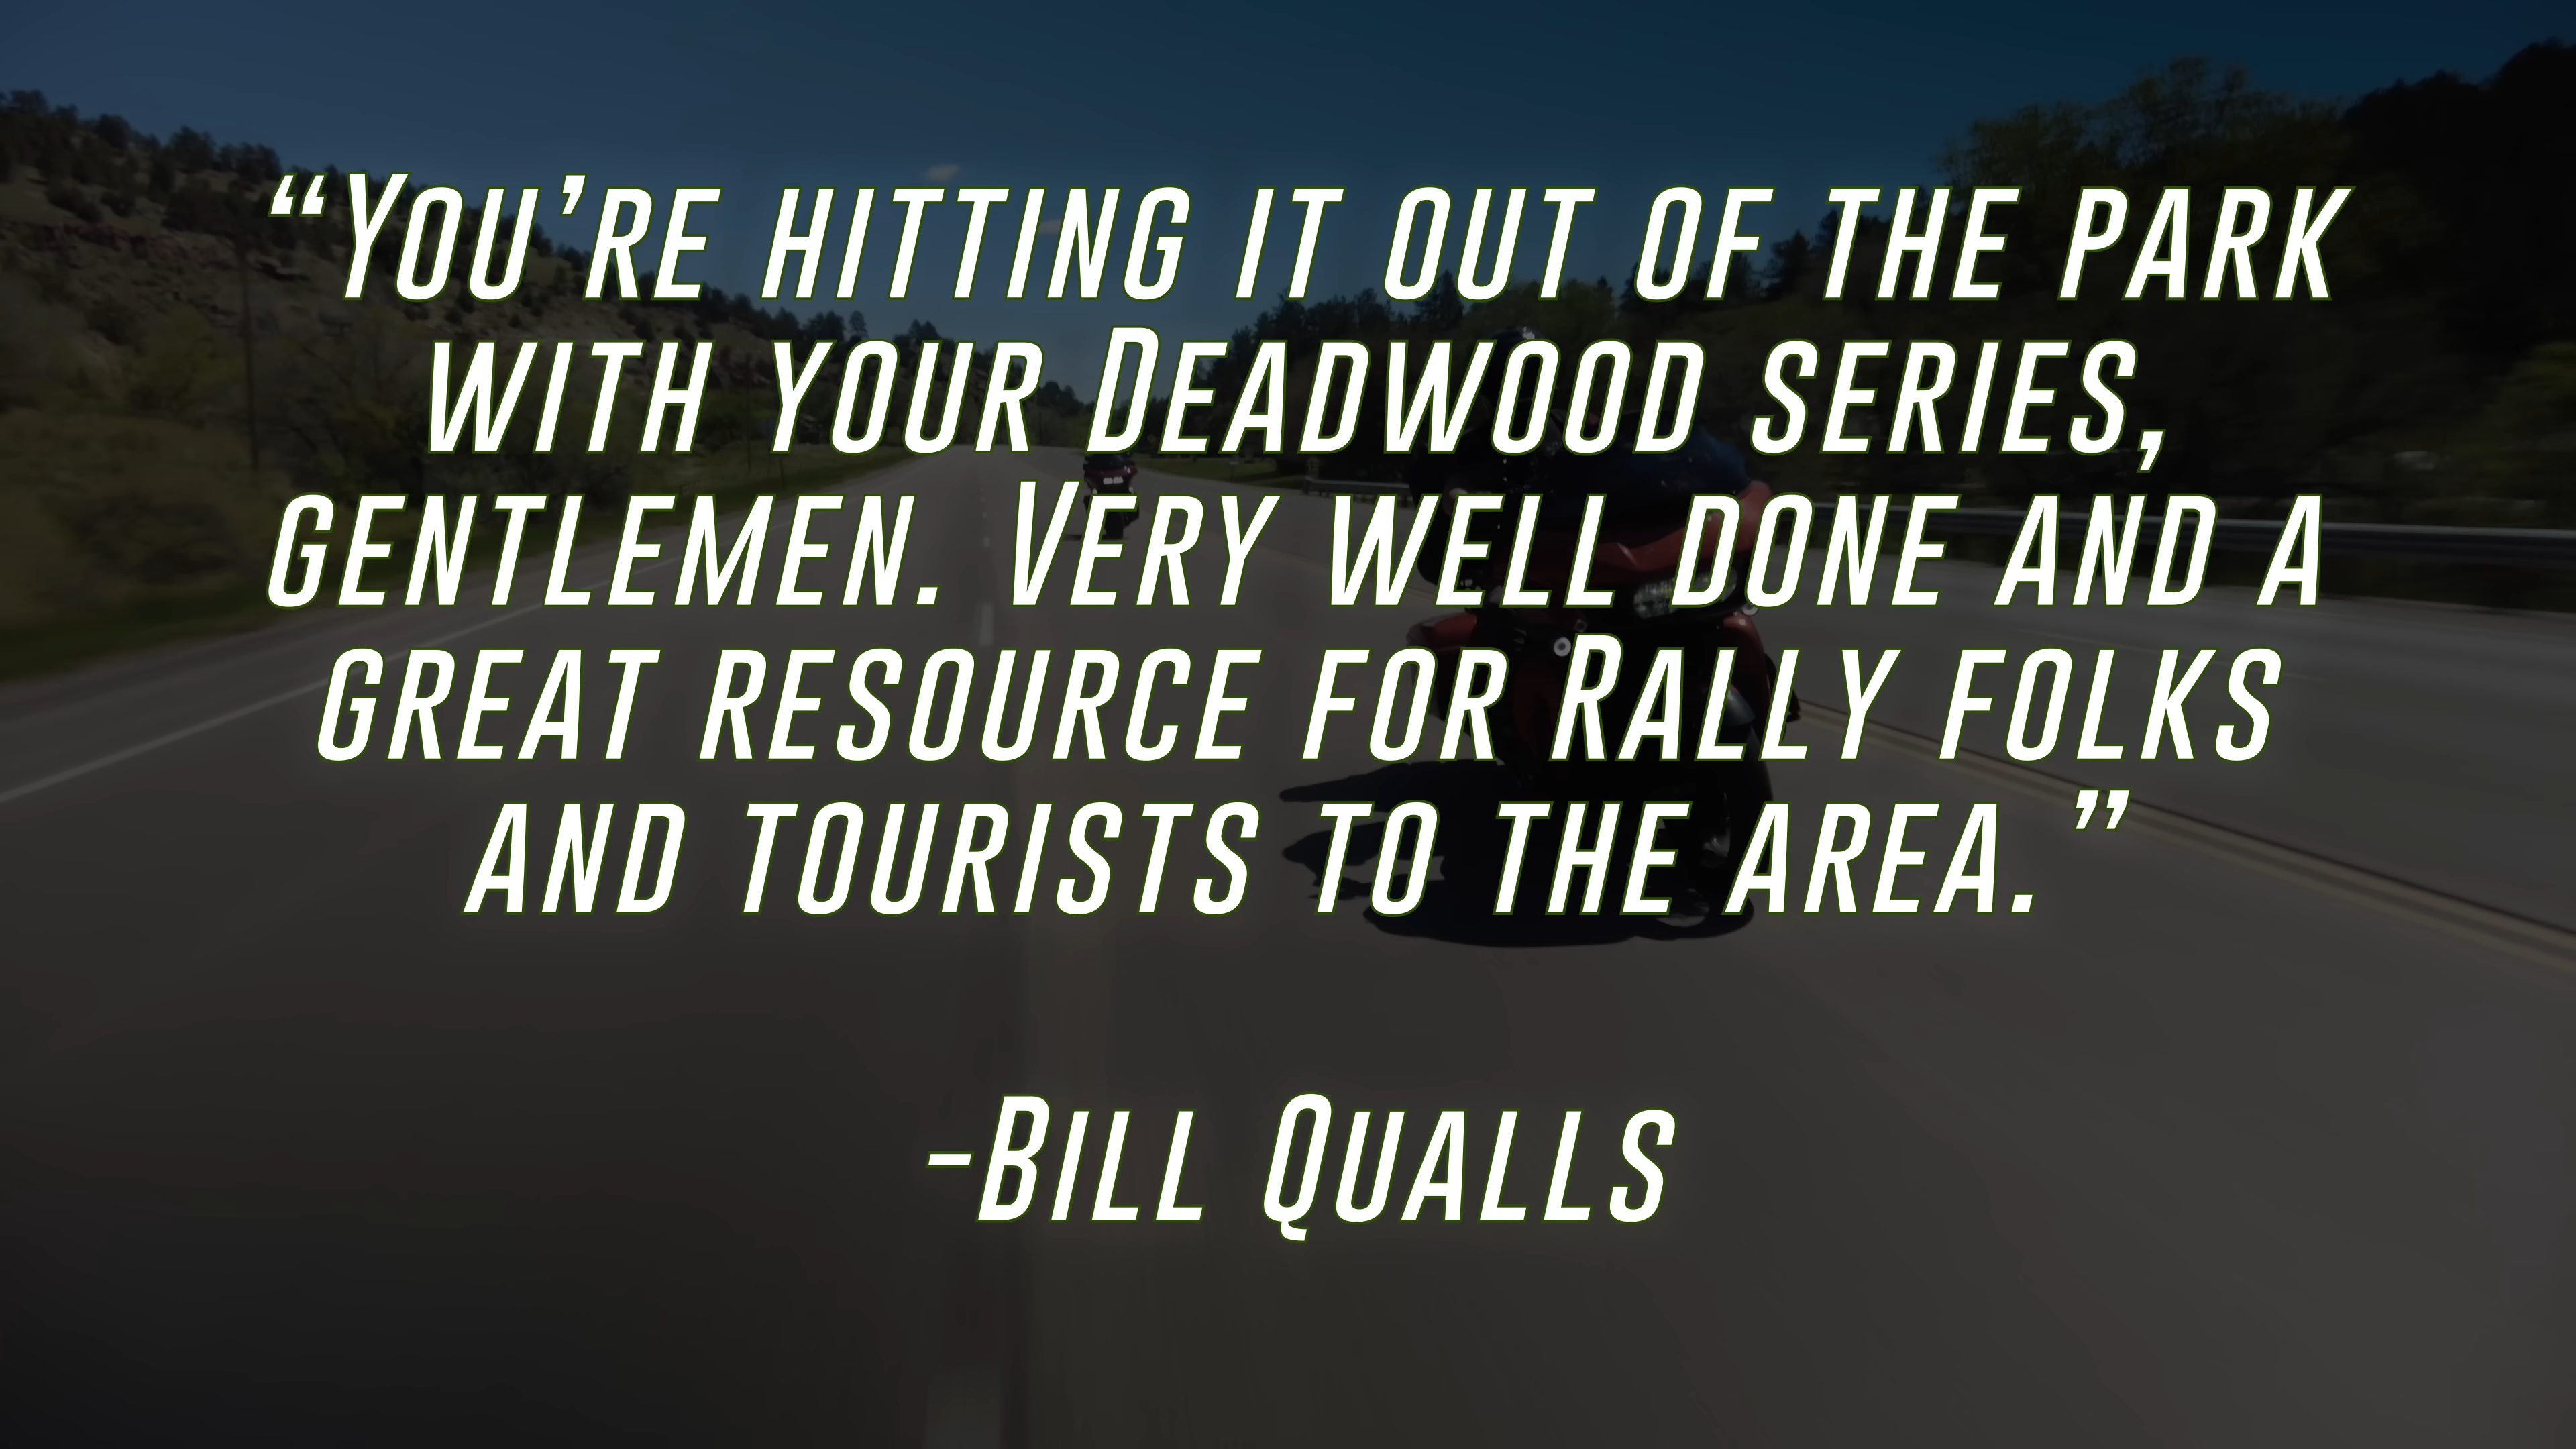 “You’re hitting it out of the park
with your Deadwood series,
gentlemen. Very well done and a
great resource for Rally folks
and tourists to the area.”
-Bill Qualls